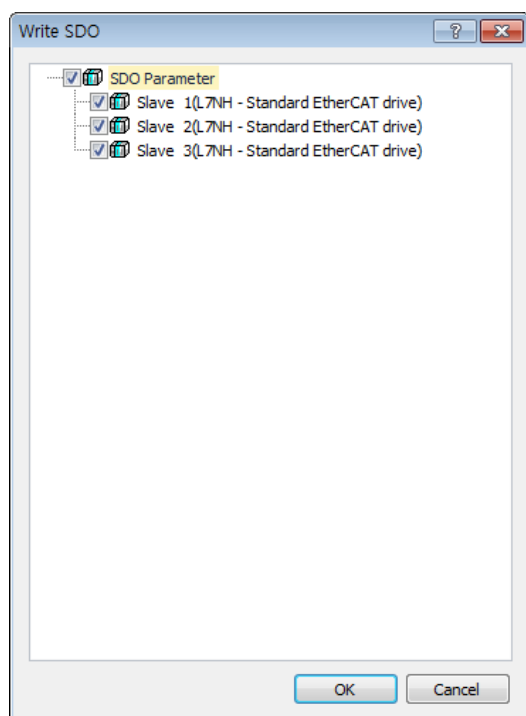 Write SDO
SDO Parameter
Slave 1(L7NH - Standard EtherCAT drive)
Slave 2(L7NH - Standard EtherCAT drive)
Slave 3(L7NH - Standard EtherCAT drive)
OK Cancel